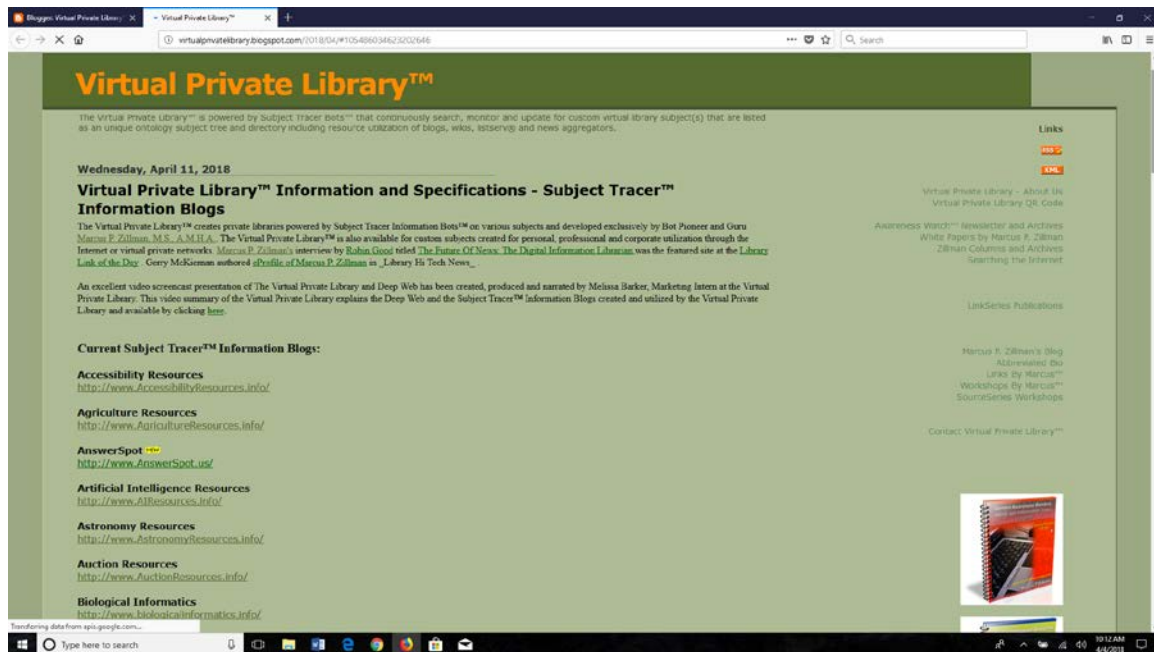 Blogger: Virtual Private Library
Virtual Private Library™
virtualprivatelibrary.blogspot.com/2018/04/#105486034623202646
Search
Virtual Private Library™
The Virtual Private Library™ is powered by Subject Tracer Bots™ that continuously search, monitor and update for custom virtual library subject(s) that are listed
as an unique ontology subject tree and directory including resource utilization of blogs, wikis, listserv® and news aggregators.
Links
RSS
XML
Wednesday, April 11, 2018
Virtual Private Library™ Information and Specifications - Subject Tracer™
Information Blogs
The Virtual Private Library™ creates private libraries powered by Subject Tracer Information Bots™ on various subjects and developed exclusively by Bot Pioneer and Guru
Marcus P. Zillman, M.S., A.M.H.A. . The Virtual Private Library™ is also available for custom subjects created for personal, professional and corporate utilization through the
Internet or virtual private networks. Marcus P. Zillman's interview by Robin Good titled The Future Of News: The Digital Information Librarian was the featured site at the Library
Link of the Day . Gerry McKiernan authored eProfile of Marcus P. Zillman in _Library Hi Tech News_ .
An excellent video screencast presentation of The Virtual Private Library and Deep Web has been created, produced and narrated by Melissa Barker, Marketing Intern at the Virtual
Private Library. This video summary of the Virtual Private Library explains the Deep Web and the Subject Tracer™ Information Blogs created and utilized by the Virtual Private
Library and available by clicking here.
Current Subject Tracer™ Information Blogs:
Accessibility Resources
http://www.AccessibilityResources.info/
Agriculture Resources
http://www.AgricultureResources.info/
AnswerSpot NEW
http://www.AnswerSpot.us/
Artificial Intelligence Resources
http://www.AIResources.info/
Astronomy Resources
http://www.AstronomyResources.info/
Auction Resources
http://www.AuctionResources.info/
Biological Informatics
http://www.biologicalinformatics.info/
Virtual Private Library - About Us
Virtual Private Library QR Code
Awareness Watch™ Newsletter and Archives
White Papers by Marcus P. Zillman
Zillman Columns and Archives
Searching the Internet
LinkSeries Publications
Marcus P. Zillman's Blog
Abbreviated Bio
Links By Marcus™
Workshops By Marcus™
SourceSeries Workshops
Contact Virtual Private Library™
Transferring data from apis.google.com...
Type here to search
10:12 AM
4/4/2018